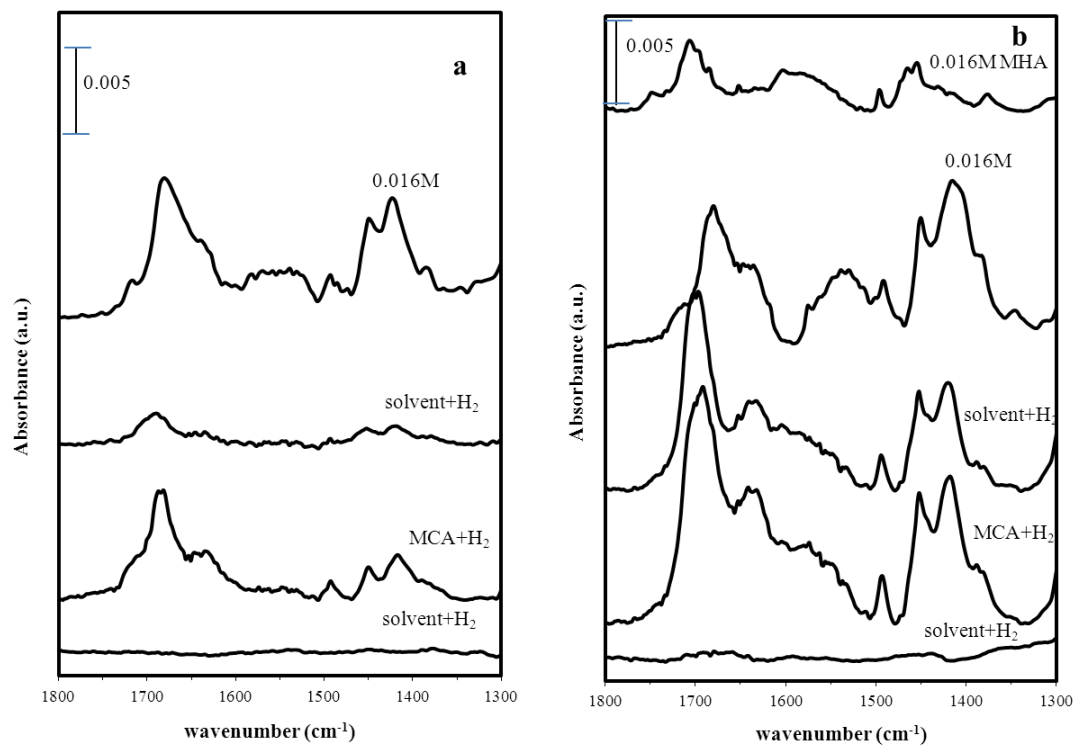 a
0.005
0.016M
solvent+H₂
MCA+H₂
solvent+H₂
Absorbance (a.u.)
1800 1700 1600 1500 1400 1300
wavenumber (cm⁻¹)
b
0.005
0.016M MHA
0.016M
solvent+H₂
MCA+H₂
solvent+H₂
Absorbance (a.u.)
1800 1700 1600 1500 1400 1300
wavenumber (cm⁻¹)